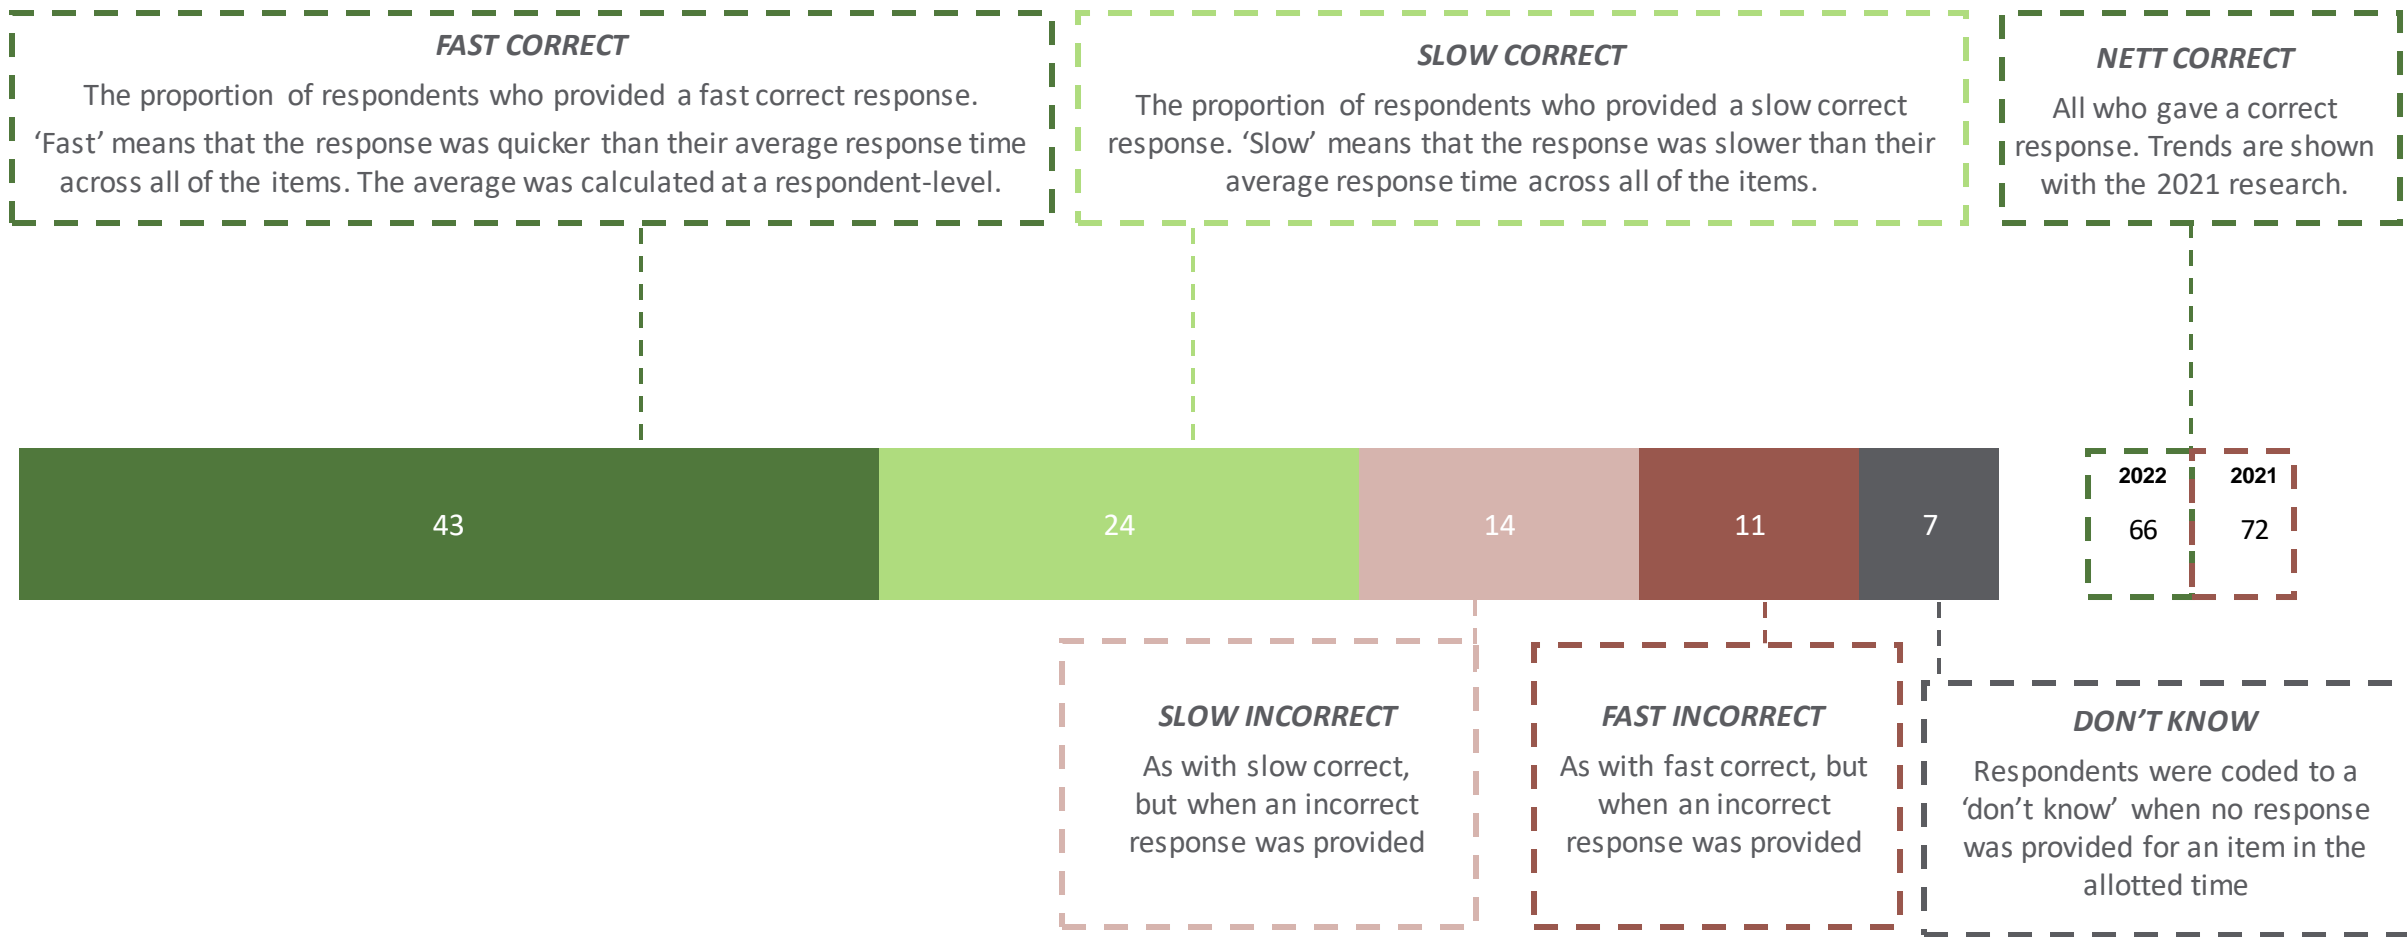 FAST CORRECT
The proportion of respondents who provided a fast correct response.
‘Fast’ means that the response was quicker than their average response time
across all of the items. The average was calculated at a respondent-level.
SLOW CORRECT
The proportion of respondents who provided a slow correct
response. ‘Slow’ means that the response was slower than their
average response time across all of the items.
NETT CORRECT
All who gave a correct
response. Trends are shown
with the 2021 research.
43
24
14
11
7
2022
2021
66
72
SLOW INCORRECT
As with slow correct,
but when an incorrect
response was provided
FAST INCORRECT
As with fast correct, but
when an incorrect
response was provided
DON’T KNOW
Respondents were coded to a
‘don’t know’ when no response
was provided for an item in the
allotted time